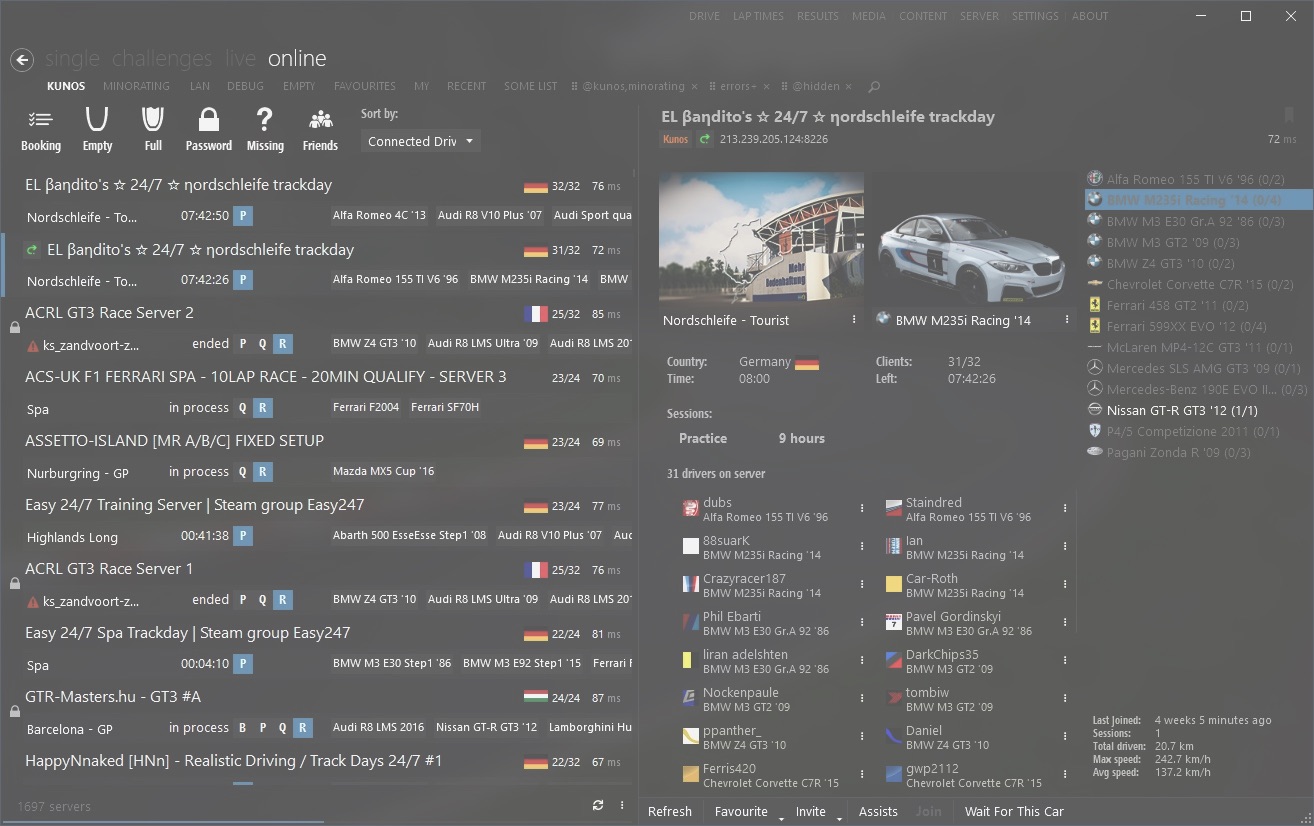 DRIVE LAP TIMES RESULTS MEDIA CONTENT SERVER SETTINGS ABOUT
single challenges live online
KUNOS MINORATING LAN DEBUG EMPTY FAVOURITES MY RECENT SOME LIST @kunos,minorating × errors+ × @hidden ×
Booking Empty Full Password Missing Friends
Sort by:
Connected Driv
EL βaηdito's ☆ 24/7 ☆ ηordschleife trackday 32/32 76 ms
Nordschleife - To... 07:42:50 P Alfa Romeo 4C '13 Audi R8 V10 Plus '07 Audi Sport qua
EL βaηdito's ☆ 24/7 ☆ ηordschleife trackday 31/32 72 ms
Nordschleife - To... 07:42:26 P Alfa Romeo 155 TI V6 '96 BMW M235i Racing '14 BMW
ACRL GT3 Race Server 2 25/32 85 ms
ks_zandvoort-z... ended P Q R BMW Z4 GT3 '10 Audi R8 LMS Ultra '09 Audi R8 LMS 20
ACS-UK F1 FERRARI SPA - 10LAP RACE - 20MIN QUALIFY - SERVER 3 23/24 70 ms
Spa in process Q R Ferrari F2004 Ferrari SF70H
ASSETTO-ISLAND [MR A/B/C] FIXED SETUP 23/24 69 ms
Nurburgring - GP in process Q R Mazda MX5 Cup '16
Easy 24/7 Training Server | Steam group Easy247 23/24 77 ms
Highlands Long 00:41:38 P Abarth 500 EsseEsse Step1 '08 Audi R8 V10 Plus '07 Auc
ACRL GT3 Race Server 1 25/32 76 ms
ks_zandvoort-z... ended P Q R BMW Z4 GT3 '10 Audi R8 LMS Ultra '09 Audi R8 LMS 20
Easy 24/7 Spa Trackday | Steam group Easy247 22/24 81 ms
Spa 00:04:10 P BMW M3 E30 Step1 '86 BMW M3 E92 Step1 '15 Ferrari F
GTR-Masters.hu - GT3 #A 24/24 87 ms
Barcelona - GP in process B P Q R Audi R8 LMS 2016 Nissan GT-R GT3 '12 Lamborghini Hu
HappyNnaked [HNn] - Realistic Driving / Track Days 24/7 #1 22/32 67 ms
1697 servers
EL βaηdito's ☆ 24/7 ☆ ηordschleife trackday
Kunos 213.239.205.124:8226 72 ms
Mehr
Bodenhaftung
Nordschleife - Tourist
BMW M235i Racing '14
Country: Germany Clients: 31/32
Time: 08:00 Left: 07:42:26
Sessions:
Practice 9 hours
31 drivers on server
dubs Staindred
Alfa Romeo 155 TI V6 '96 Alfa Romeo 155 TI V6 '96
88suarK Ian
BMW M235i Racing '14 BMW M235i Racing '14
Crazyracer187 Car-Roth
BMW M235i Racing '14 BMW M235i Racing '14
Phil Ebarti Pavel Gordinskyi
BMW M3 E30 Gr.A 92 '86 BMW M3 E30 Gr.A 92 '86
liran adelshten DarkChips35
BMW M3 E30 Gr.A 92 '86 BMW M3 GT2 '09
Nockenpaule tombiw
BMW M3 GT2 '09 BMW M3 GT2 '09
ppanther_ Daniel
BMW Z4 GT3 '10 BMW Z4 GT3 '10
Ferris420 gwp2112
Chevrolet Corvette C7R '15 Chevrolet Corvette C7R '15
Alfa Romeo 155 TI V6 '96 (0/2)
BMW M235i Racing '14 (0/4)
BMW M3 E30 Gr.A 92 '86 (0/3)
BMW M3 GT2 '09 (0/3)
BMW Z4 GT3 '10 (0/2)
Chevrolet Corvette C7R '15 (0/2)
Ferrari 458 GT2 '11 (0/2)
Ferrari 599XX EVO '12 (0/4)
McLaren MP4-12C GT3 '11 (0/1)
Mercedes SLS AMG GT3 '09 (0/1)
Mercedes-Benz 190E EVO II... (0/3)
Nissan GT-R GT3 '12 (1/1)
P4/5 Competizione 2011 (0/1)
Pagani Zonda R '09 (0/3)
Last Joined: 4 weeks 5 minutes ago
Sessions: 1
Total driven: 20.7 km
Max speed: 242.7 km/h
Avg speed: 137.2 km/h
Refresh Favourite Invite Assists Join Wait For This Car